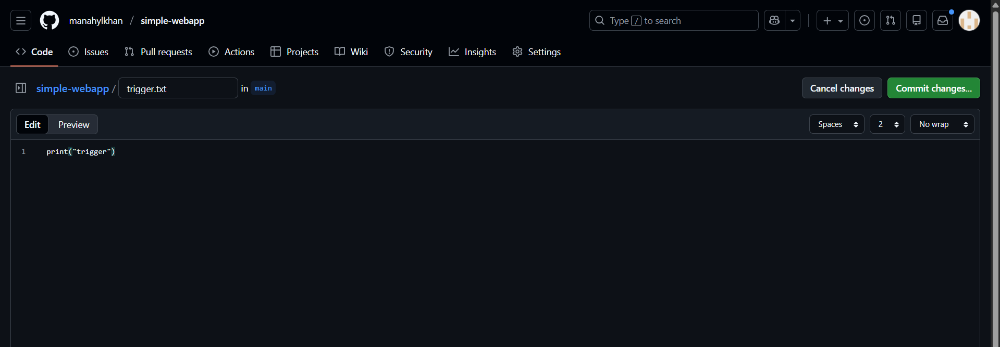 manahylkhan / simple-webapp Type / to search
Code Issues Pull requests Actions Projects Wiki Security Insights Settings
simple-webapp / trigger.txt in main Cancel changes Commit changes...
Edit Preview Spaces 2 No wrap
1 print("trigger")